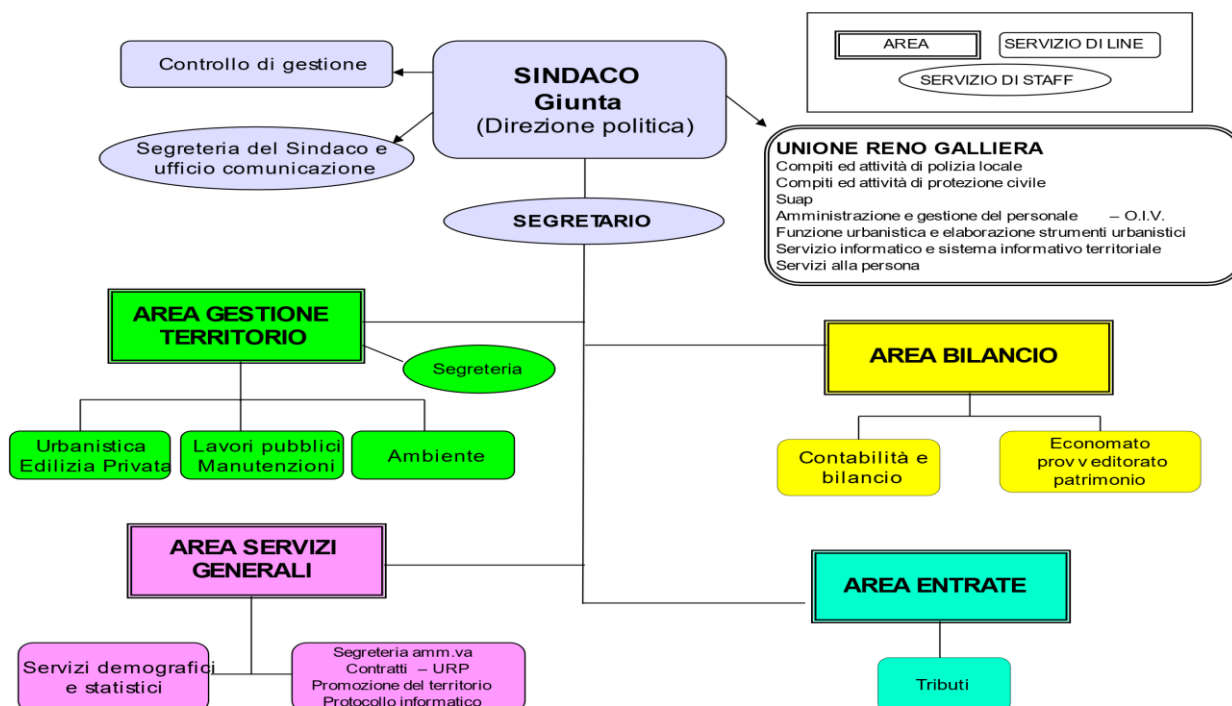 Controllo di gestione
SINDACO
Giunta
(Direzione politica)
AREA
SERVIZIO DI LINE
SERVIZIO DI STAFF
Segreteria del Sindaco e
ufficio comunicazione
UNIONE RENO GALLIERA
Compiti ed attività di polizia locale
Compiti ed attività di protezione civile
Suap
Amministrazione e gestione del personale – O.I.V.
Funzione urbanistica e elaborazione strumenti urbanistici
Servizio informatico e sistema informativo territoriale
Servizi alla persona
SEGRETARIO
AREA GESTIONE
TERRITORIO
Segreteria
AREA BILANCIO
Urbanistica
Edilizia Privata
Lavori pubblici
Manutenzioni
Ambiente
Contabilità e
bilancio
Economato
provveditorato
patrimonio
AREA SERVIZI
GENERALI
AREA ENTRATE
Servizi demografici
e statistici
Segreteria amm.va
Contratti – URP
Promozione del territorio
Protocollo informatico
Tributi